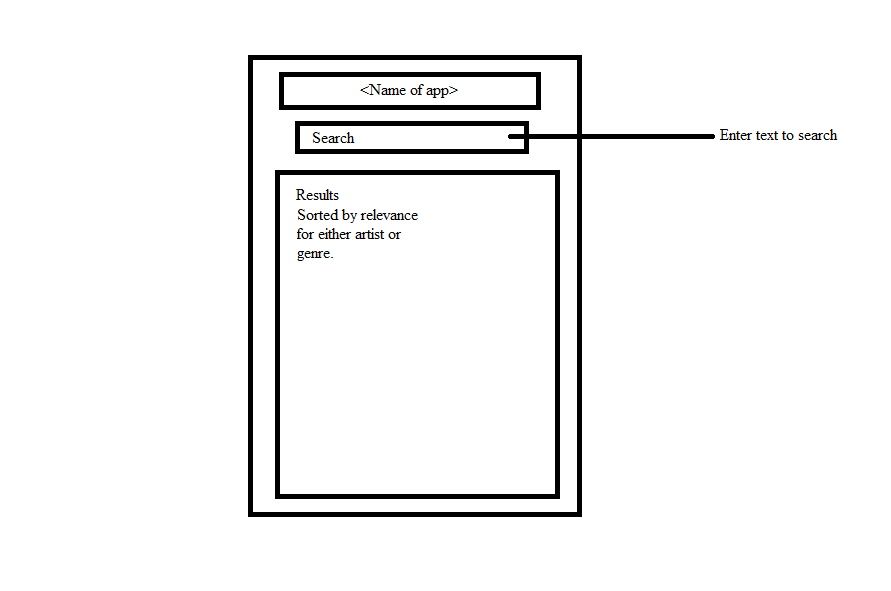 <Name of app>
Search
Enter text to search
Results
Sorted by relevance
for either artist or
genre.